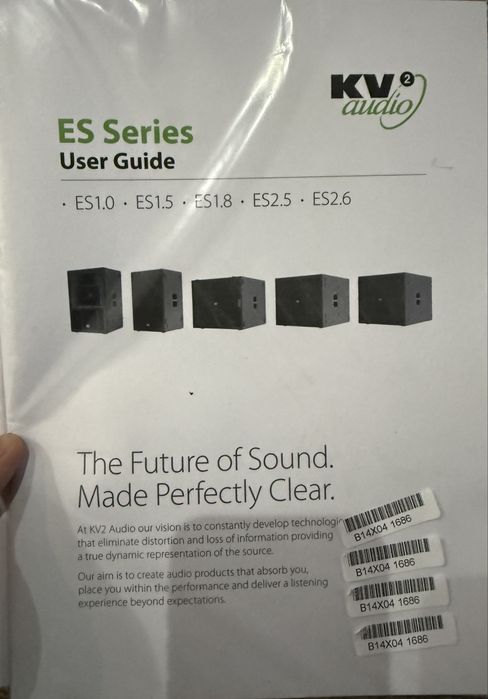 KV2
audio
ES Series
User Guide
· ES1.0 · ES1.5 · ES1.8 · ES2.5 · ES2.6
The Future of Sound.
Made Perfectly Clear.
At KV2 Audio our vision is to constantly develop technologi
that eliminate distortion and loss of information providing
a true dynamic representation of the source.
Our aim is to create audio products that absorb you,
place you within the performance and deliver a listening
experience beyond expectations.
B14X04 1686
B14X04 1686
B14X04 1686
B14X04 1686